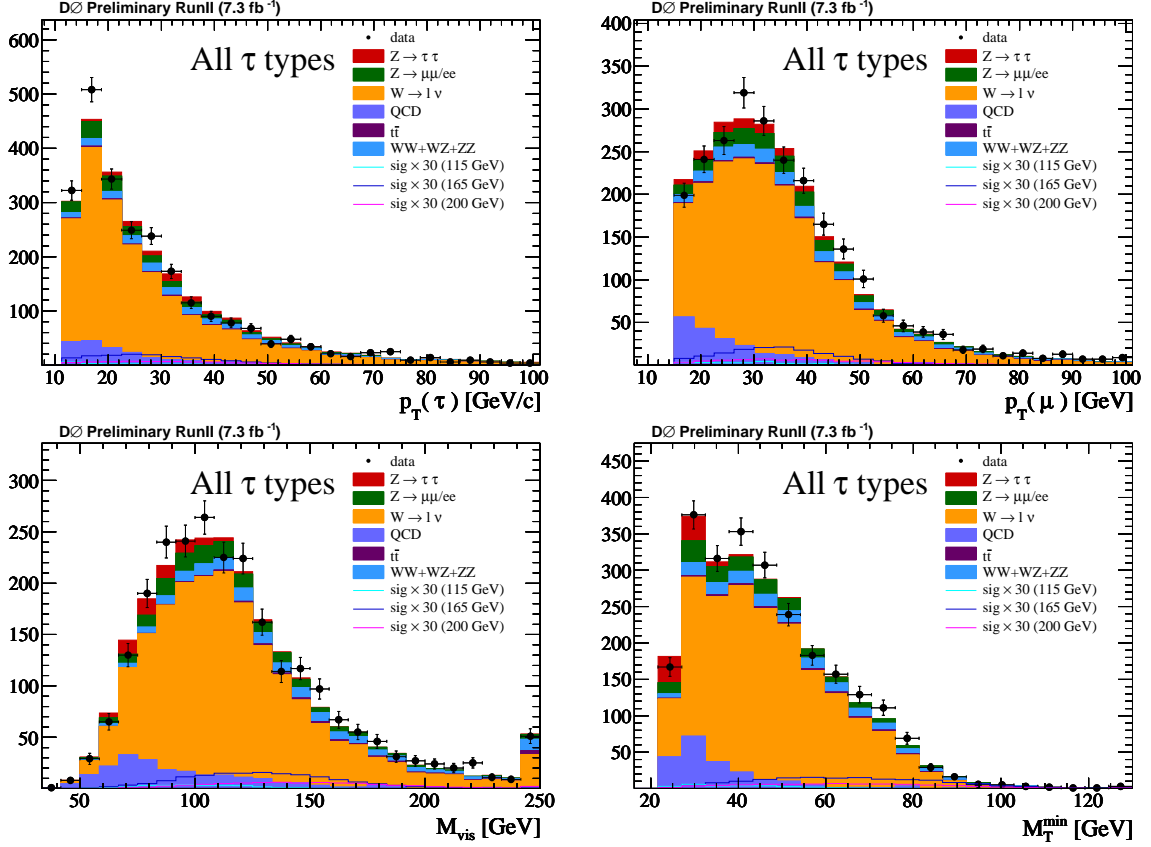 DØ Preliminary RunII (7.3 fb⁻¹)
600
500
400
300
200
100
All τ types
data
Z → τ τ
Z → μμ/ee
W → l ν
QCD
tt̄
WW+WZ+ZZ
sig × 30 (115 GeV)
sig × 30 (165 GeV)
sig × 30 (200 GeV)
10 20 30 40 50 60 70 80 90 100
p_T(τ) [GeV/c]
DØ Preliminary RunII (7.3 fb⁻¹)
400
350
300
250
200
150
100
50
All τ types
data
Z → τ τ
Z → μμ/ee
W → l ν
QCD
tt̄
WW+WZ+ZZ
sig × 30 (115 GeV)
sig × 30 (165 GeV)
sig × 30 (200 GeV)
10 20 30 40 50 60 70 80 90 100
p_T(μ) [GeV]
DØ Preliminary RunII (7.3 fb⁻¹)
300
250
200
150
100
50
All τ types
data
Z → τ τ
Z → μμ/ee
W → l ν
QCD
tt̄
WW+WZ+ZZ
sig × 30 (115 GeV)
sig × 30 (165 GeV)
sig × 30 (200 GeV)
50 100 150 200 250
M_vis [GeV]
DØ Preliminary RunII (7.3 fb⁻¹)
450
400
350
300
250
200
150
100
50
All τ types
data
Z → τ τ
Z → μμ/ee
W → l ν
QCD
tt̄
WW+WZ+ZZ
sig × 30 (115 GeV)
sig × 30 (165 GeV)
sig × 30 (200 GeV)
20 40 60 80 100 120
M_T^min [GeV]